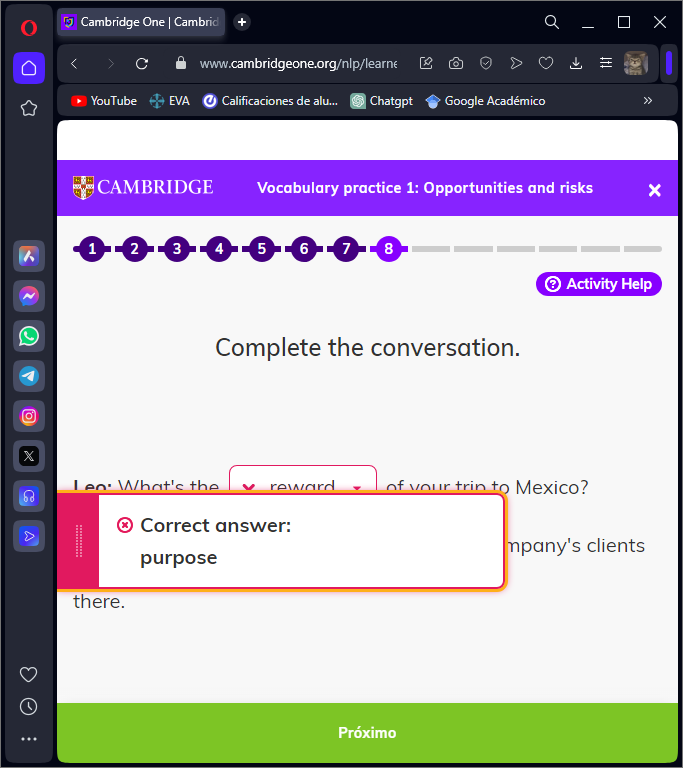 Cambridge One | Cambrid
www.cambridgeone.org/nlp/learne
YouTube
EVA
Calificaciones de alu...
Chatgpt
Google Académico
CAMBRIDGE
Vocabulary practice 1: Opportunities and risks
1 2 3 4 5 6 7 8
Activity Help
Complete the conversation.
Leo: What's the reward of your trip to Mexico?
Correct answer:
purpose
mpany's clients
there.
Próximo